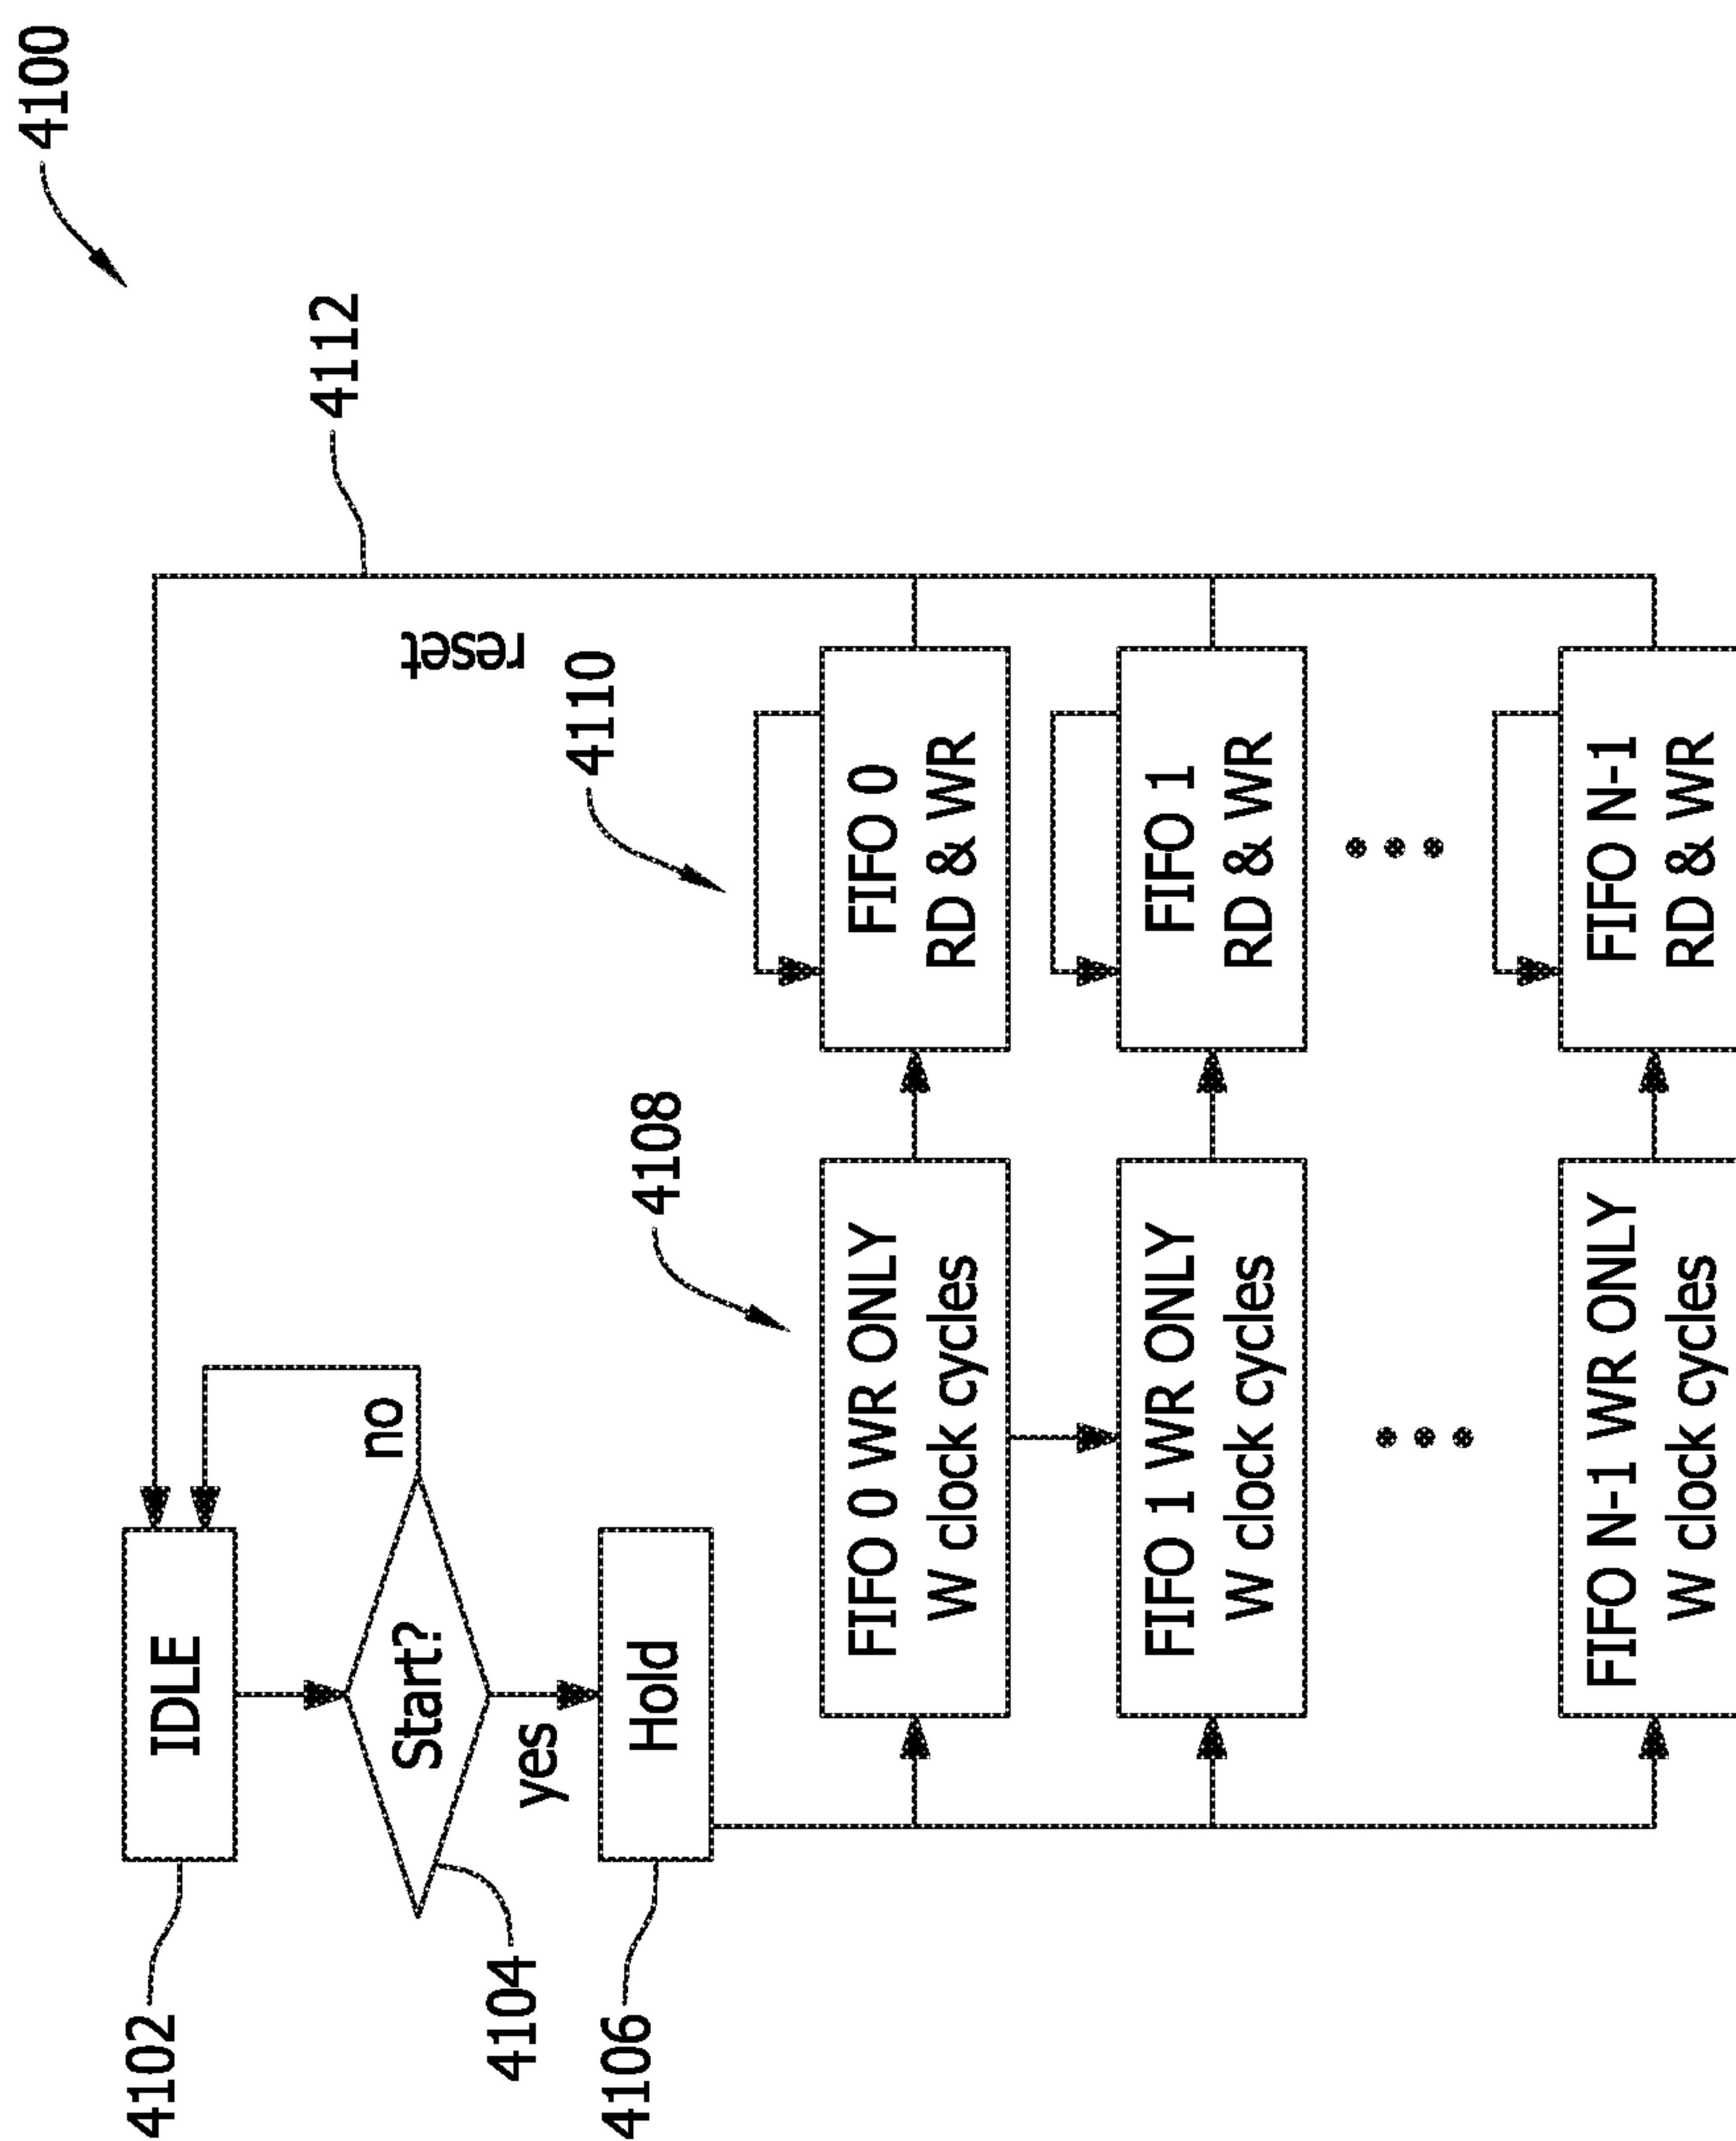 4100
4112
4102
IDLE
no
4104
Start?
yes
reset
4106
Hold
4108
4110
FIFO 0 WR ONLY
W clock cycles
FIFO 0
RD & WR
FIFO 1 WR ONLY
W clock cycles
FIFO 1
RD & WR
FIFO N-1 WR ONLY
W clock cycles
FIFO N-1
RD & WR